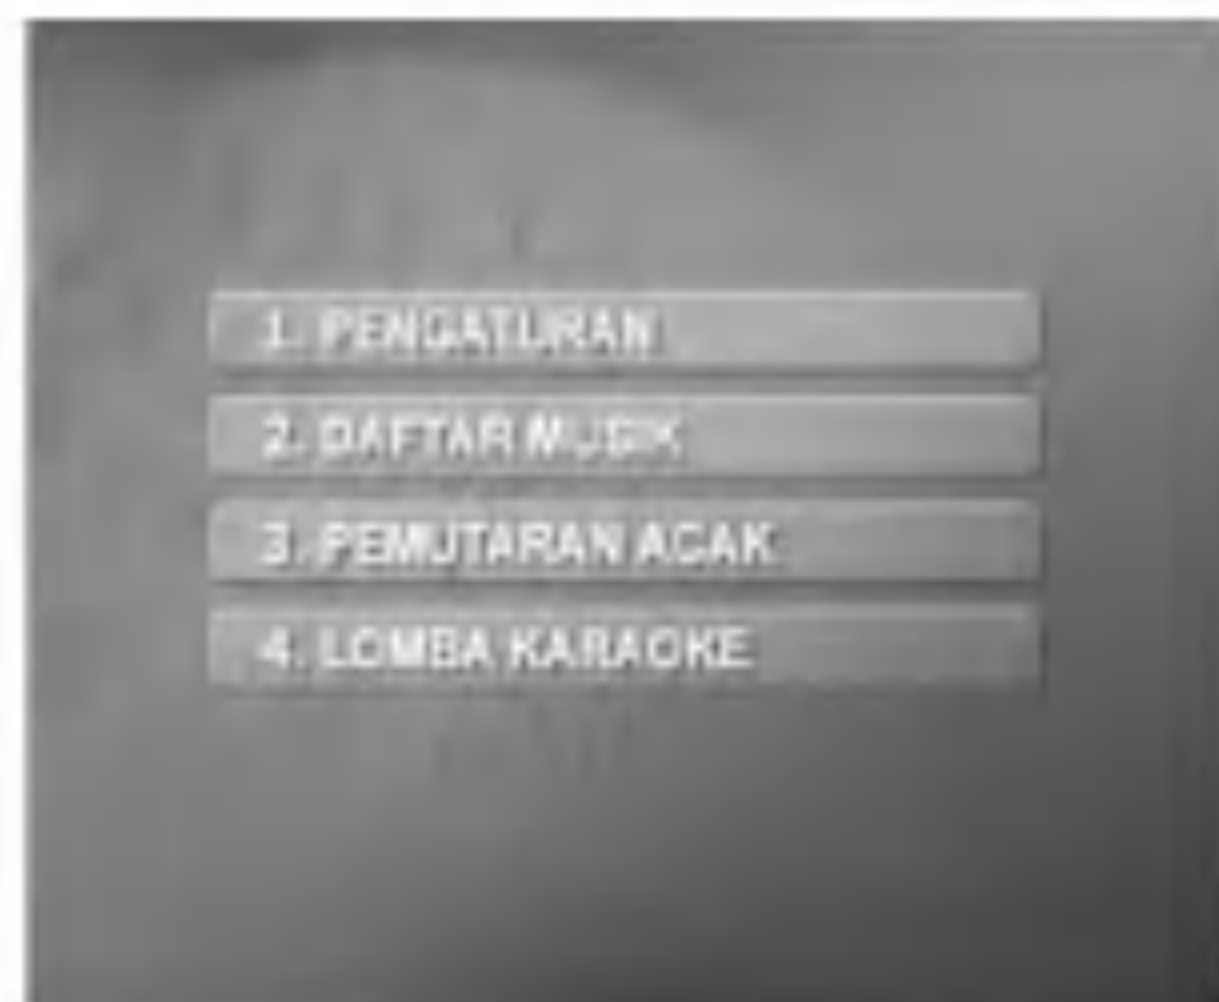 1. PENGATURAN
2. DAFTAR MUSIK
3. PEMUTARAN ACAK
4. LOMBA KARAOKE